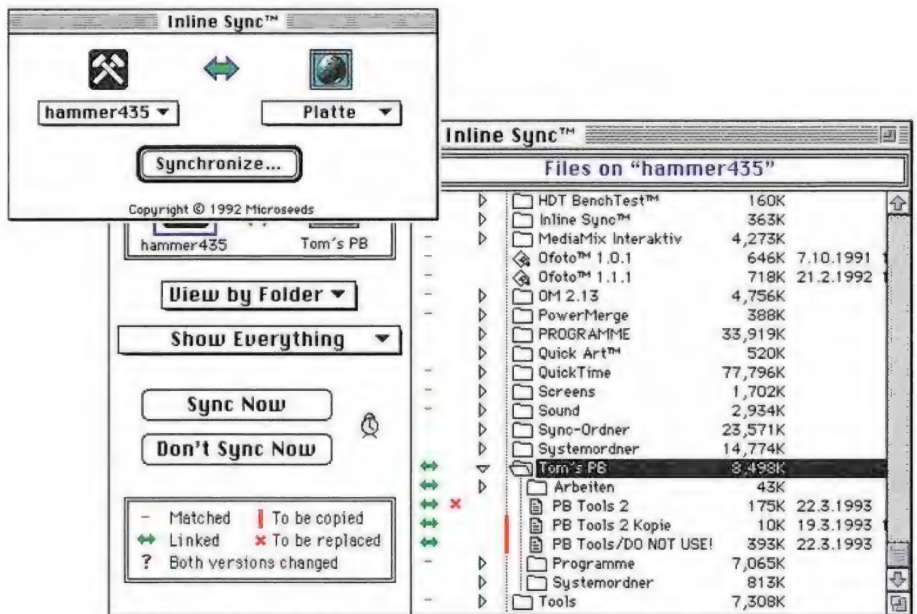 Inline Sync™
hammer435
Platte
Synchronize...
Copyright © 1992 Microseeds
Inline Sync™
Files on “hammer435”
hammer435
Tom's PB
View by Folder
Show Everything
Sync Now
Don't Sync Now
- Matched
To be copied
Linked
× To be replaced
? Both versions changed
HDT BenchTest™ 160K
Inline Sync™ 363K
MediaMix Interaktiv 4,273K
Ofoto™ 1.0.1 646K 7.10.1991
Ofoto™ 1.1.1 718K 21.2.1992
OM 2.13 4,756K
PowerMerge 388K
PROGRAMME 33,919K
Quick Art™ 520K
QuickTime 77,796K
Screens 1,702K
Sound 2,934K
Sync-Ordner 23,571K
Systemordner 14,774K
Tom's PB 8,498K
Arbeiten 43K
PB Tools 2 175K 22.3.1993
PB Tools 2 Kopie 10K 19.3.1993
PB Tools/DO NOT USE! 393K 22.3.1993
Programme 7,065K
Systemordner 813K
Tools 7,308K